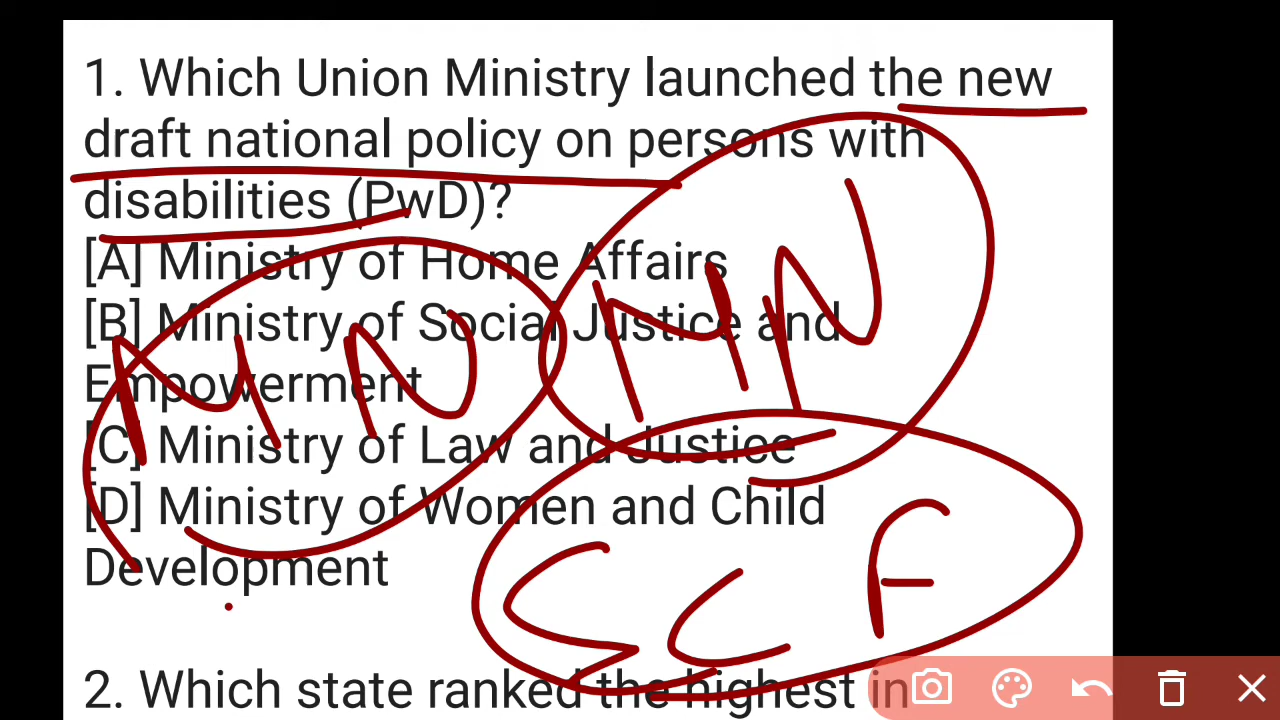 1. Which Union Ministry launched the new
draft national policy on persons with
disabilities (PwD)?
[A] Ministry of Home Affairs
[B] Ministry of Social Justice and
Empowerment
[C] Ministry of Law and Justice
[D] Ministry of Women and Child
Development
MN
MN
CCF
2. Which state ranked the highest in